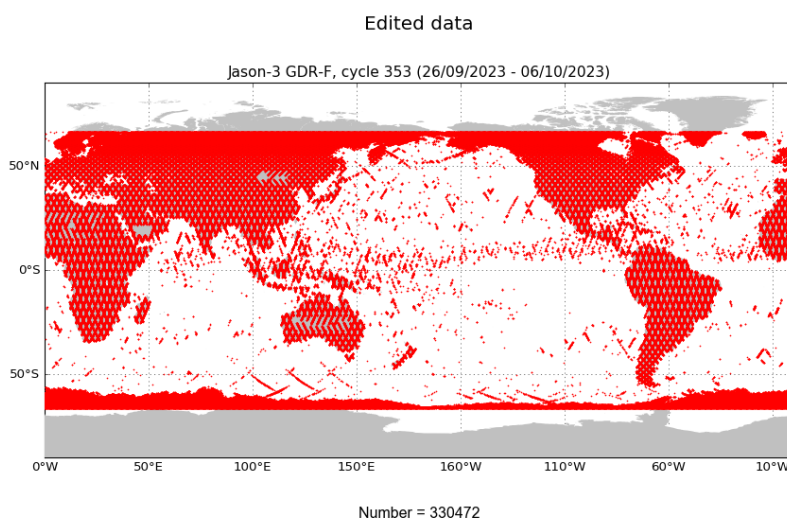 Edited data
Jason-3 GDR-F, cycle 353 (26/09/2023 - 06/10/2023)
50°N
0°S
50°S
0°W 50°E 100°E 150°E 160°W 110°W 60°W 10°W
Number = 330472